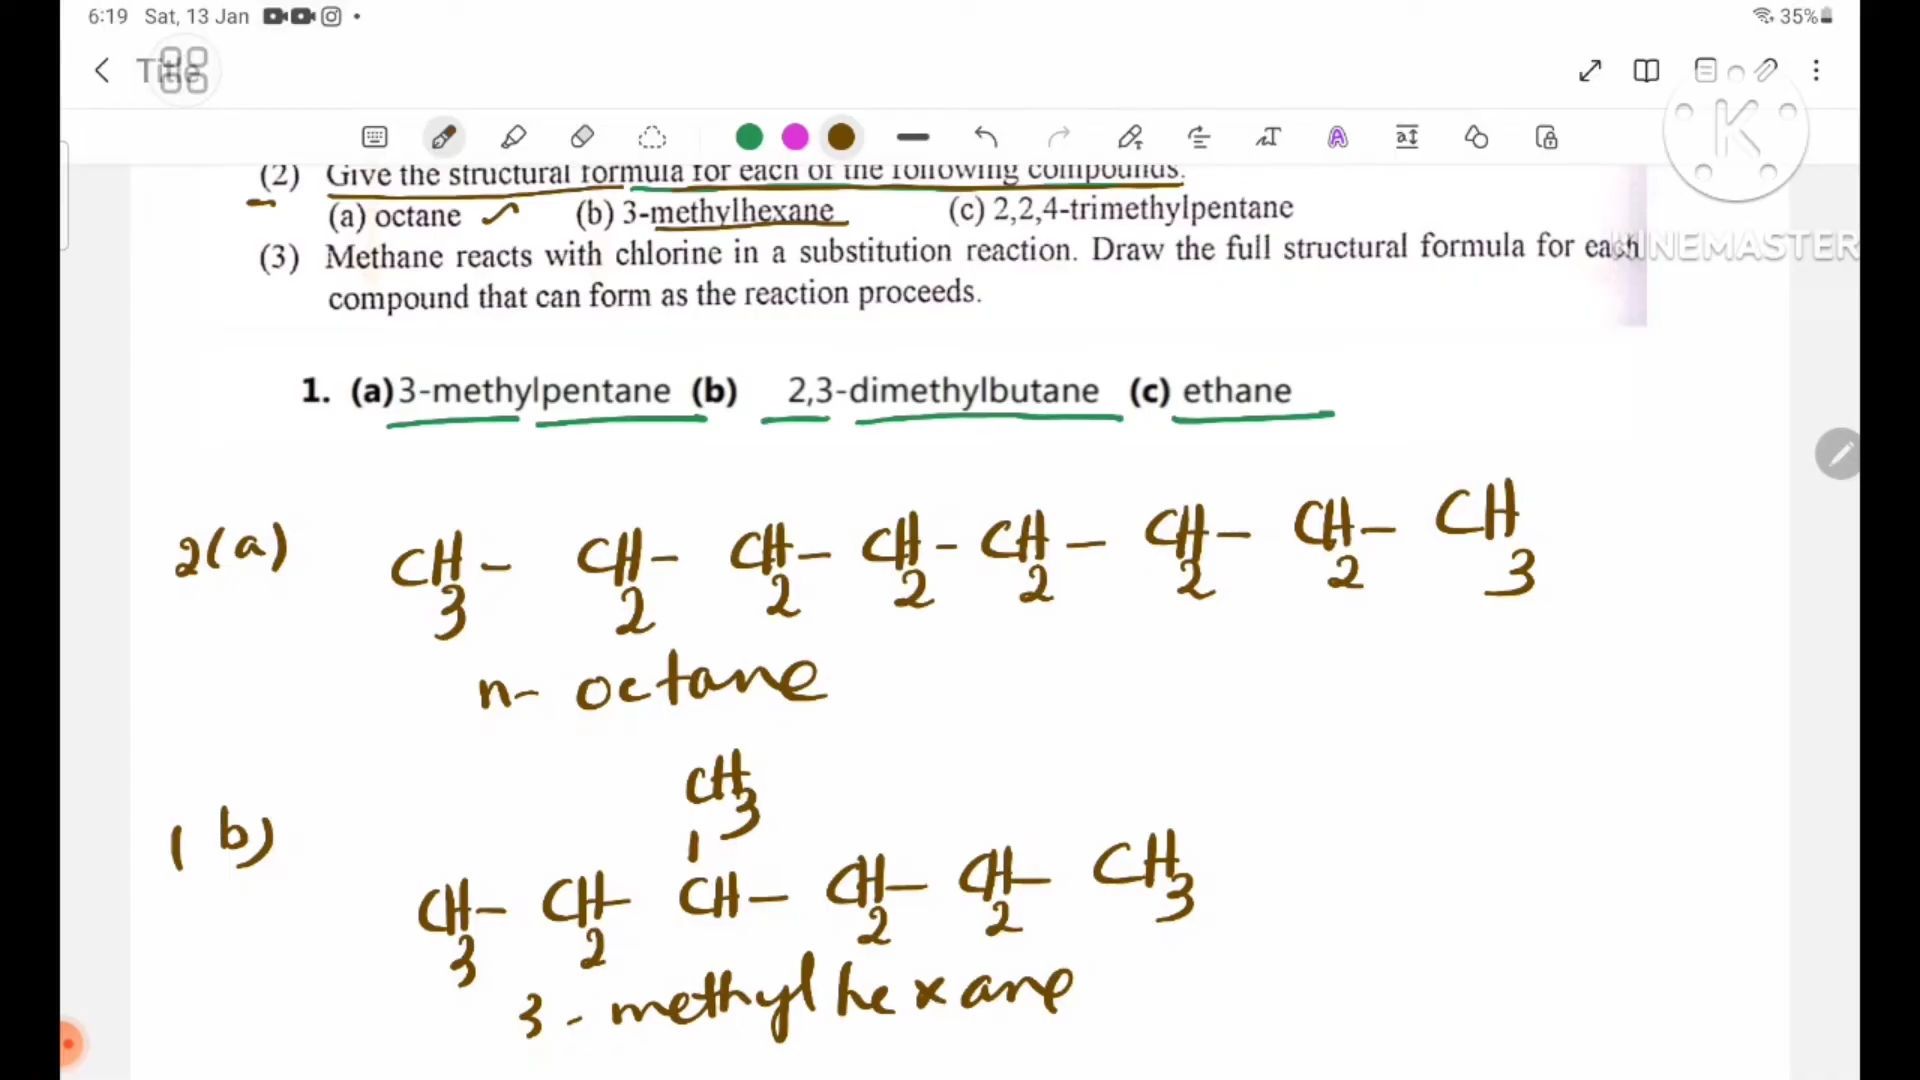 6:19 Sat, 13 Jan 35%
Title
K
KINEMASTER
(2) Give the structural formula for each of the following compounds.
(a) octane (b) 3-methylhexane (c) 2,2,4-trimethylpentane
(3) Methane reacts with chlorine in a substitution reaction. Draw the full structural formula for each
compound that can form as the reaction proceeds.
1. (a) 3-methylpentane (b) 2,3-dimethylbutane (c) ethane
2(a) CH3 - CH2 - CH2 - CH2 - CH2 - CH2 - CH2 - CH3
n- octane
CH3
|
( b) CH3 - CH2 - CH - CH2 - CH2 - CH3
3 - methyl hexane